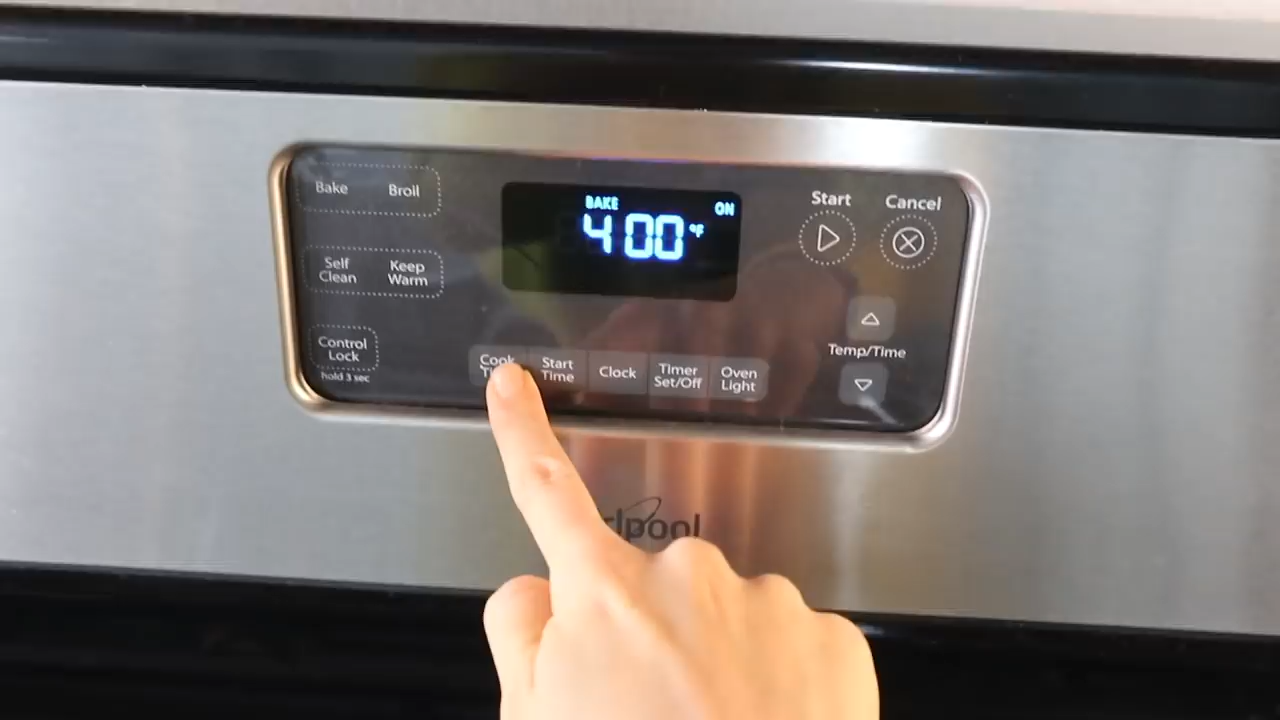 Bake Broil
Self Clean
Keep Warm
Control Lock
hold 3 sec
BAKE ON
400 °F
Start Cancel
Temp/Time
Cook
Start Time
Clock
Timer Set/Off
Oven Light